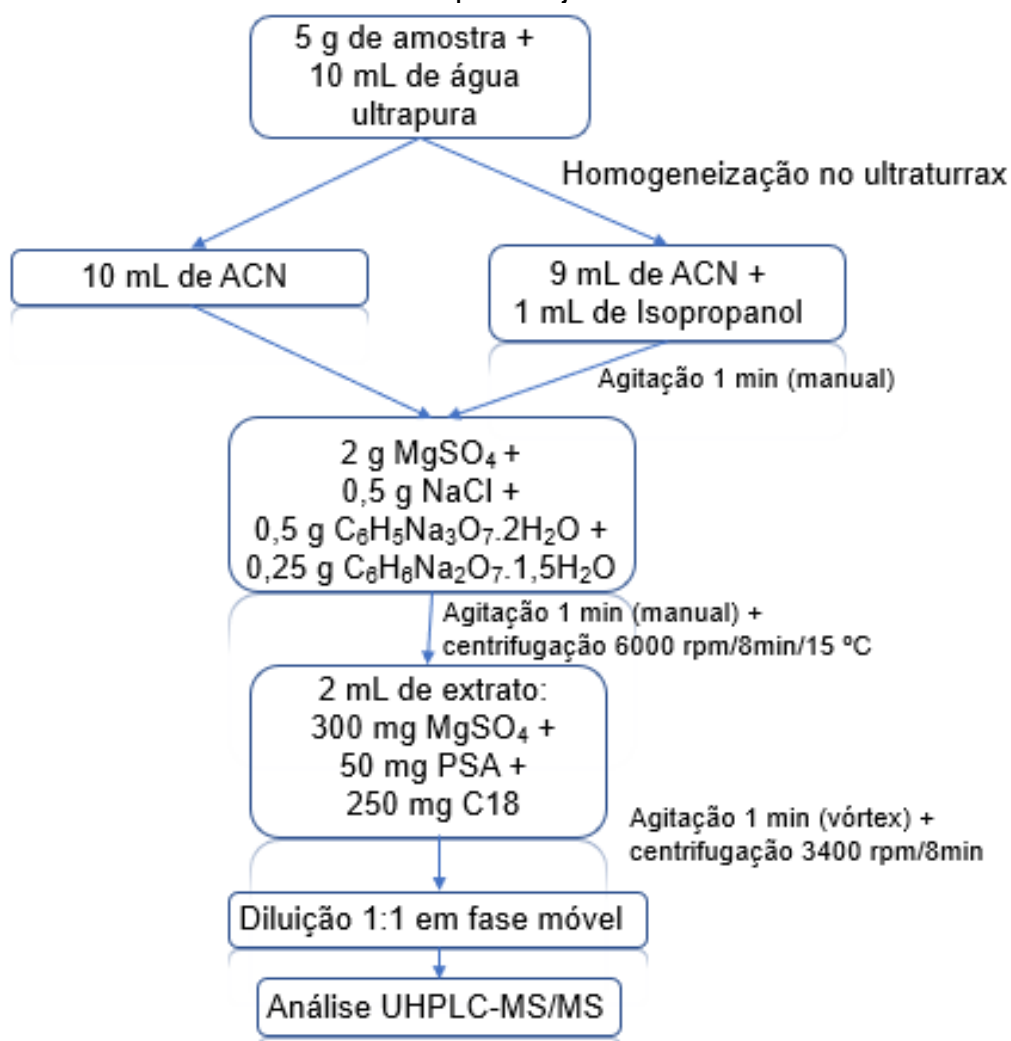 5 g de amostra +
10 mL de água
ultrapura
Homogeneização no ultraturrax
10 mL de ACN
9 mL de ACN +
1 mL de Isopropanol
Agitação 1 min (manual)
2 g MgSO₄ +
0,5 g NaCl +
0,5 g C₆H₅Na₃O₇.2H₂O +
0,25 g C₆H₆Na₂O₇.1,5H₂O
Agitação 1 min (manual) +
centrifugação 6000 rpm/8min/15 ºC
2 mL de extrato:
300 mg MgSO₄ +
50 mg PSA +
250 mg C18
Agitação 1 min (vórtex) +
centrifugação 3400 rpm/8min
Diluição 1:1 em fase móvel
Análise UHPLC-MS/MS